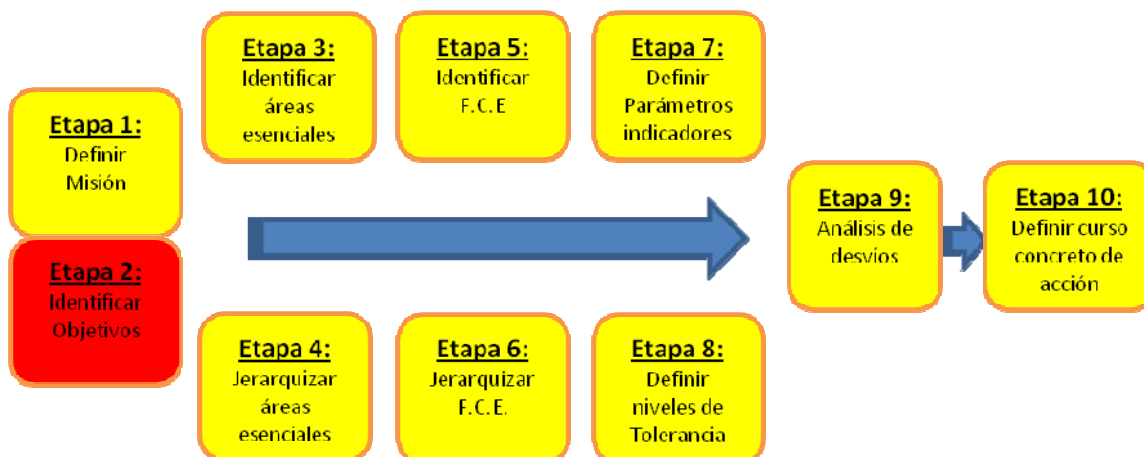 Etapa 1:
Definir
Misión
Etapa 2:
Identificar
Objetivos
Etapa 3:
Identificar
áreas
esenciales
Etapa 4:
Jerarquizar
áreas
esenciales
Etapa 5:
Identificar
F.C.E
Etapa 6:
Jerarquizar
F.C.E.
Etapa 7:
Definir
Parámetros
indicadores
Etapa 8:
Definir
niveles de
Tolerancia
Etapa 9:
Análisis de
desvíos
Etapa 10:
Definir curso
concreto de
acción